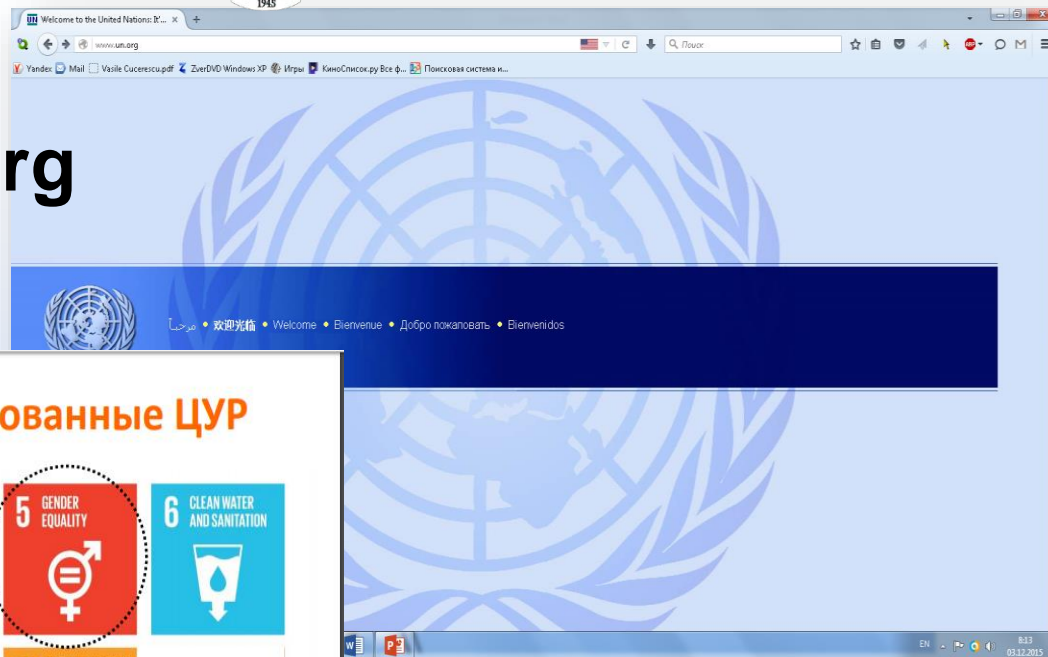 1945
Welcome to the United Nations: It'... × +
www.un.org
Поиск
Yandex Mail Vasile Cucerescu.pdf ZverDVD Windows XP Игры КиноСписок.ру Все ф... Поисковая система и...
rg
مرحباً • 欢迎光临 • Welcome • Bienvenue • Добро пожаловать • Bienvenidos
ованные ЦУР
5 GENDER EQUALITY
6 CLEAN WATER AND SANITATION
EN
8:13
03.12.2015